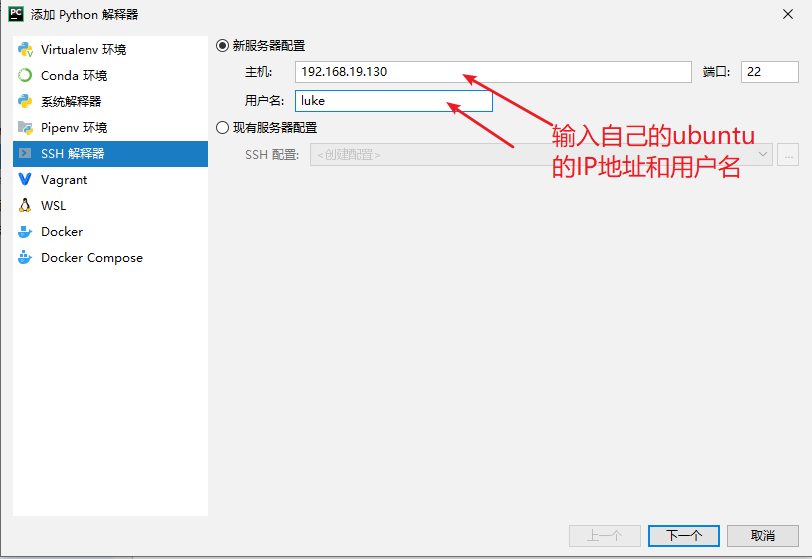 PC
添加 Python 解释器
Virtualenv 环境
Conda 环境
系统解释器
Pipenv 环境
SSH 解释器
Vagrant
WSL
Docker
Docker Compose
新服务器配置
主机: 192.168.19.130 端口: 22
用户名: luke
现有服务器配置
SSH 配置: <创建配置> ...
输入自己的ubuntu
的IP地址和用户名
上一个 下一个 取消